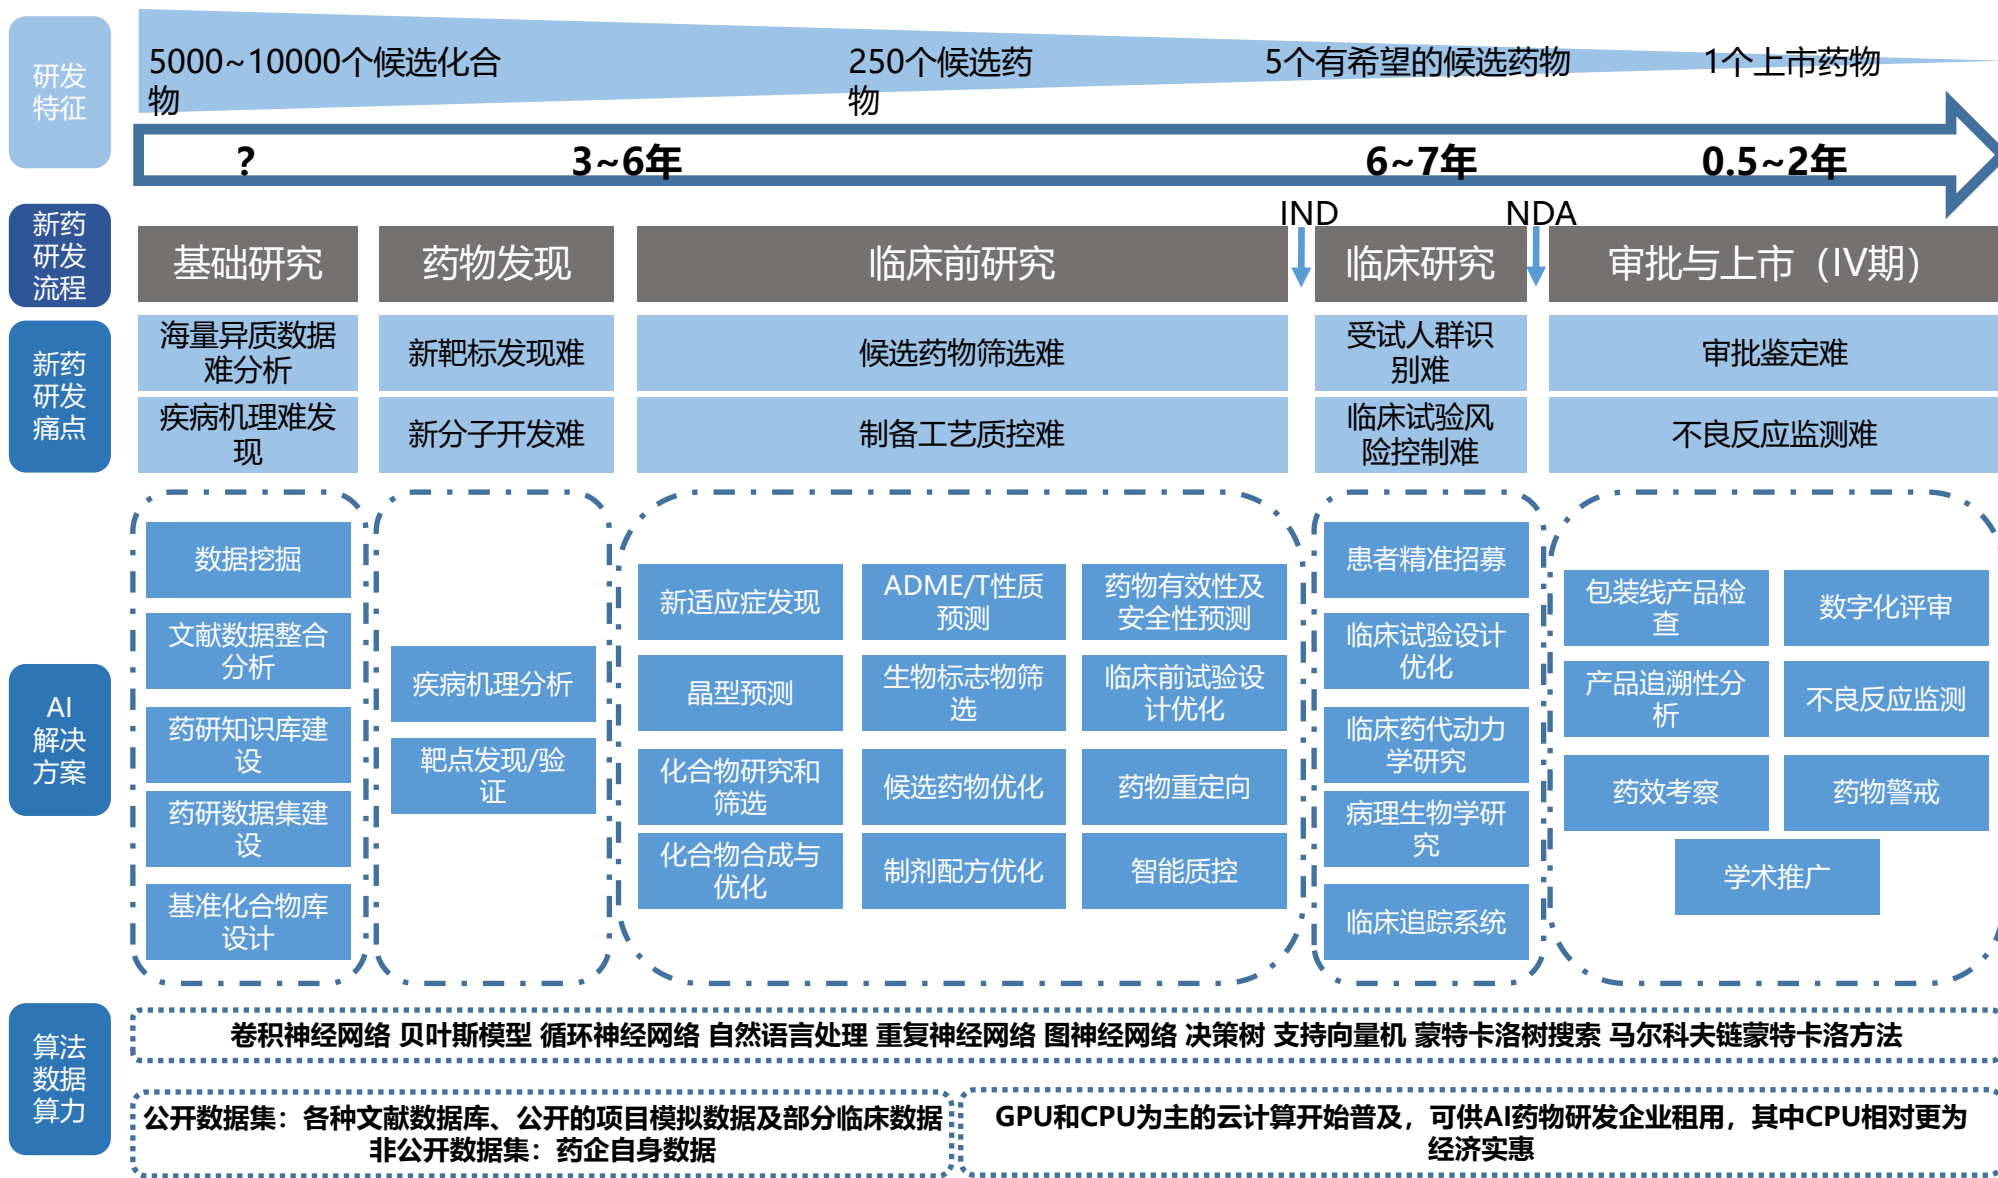 研发
特征
5000~10000个候选化合
物
250个候选药
物
5个有希望的候选药物
1个上市药物
?
3~6年
6~7年
0.5~2年
新药
研发
流程
IND
NDA
基础研究
药物发现
临床前研究
临床研究
审批与上市（IV期）
新药
研发
痛点
海量异质数据
难分析
新靶标发现难
候选药物筛选难
受试人群识
别难
审批鉴定难
疾病机理难发
现
新分子开发难
制备工艺质控难
临床试验风
险控制难
不良反应监测难
AI
解决
方案
数据挖掘
文献数据整合
分析
药研知识库建
设
药研数据集建
设
基准化合物库
设计
疾病机理分析
靶点发现/验
证
新适应症发现
ADME/T性质
预测
药物有效性及
安全性预测
晶型预测
生物标志物筛
选
临床前试验设
计优化
化合物研究和
筛选
候选药物优化
药物重定向
化合物合成与
优化
制剂配方优化
智能质控
患者精准招募
临床试验设计
优化
临床药代动力
学研究
病理生物学研
究
临床追踪系统
包装线产品检
查
数字化评审
产品追溯性分
析
不良反应监测
药效考察
药物警戒
学术推广
算法
数据
算力
卷积神经网络 贝叶斯模型 循环神经网络 自然语言处理 重复神经网络 图神经网络 决策树 支持向量机 蒙特卡洛树搜索 马尔科夫链蒙特卡洛方法
公开数据集：各种文献数据库、公开的项目模拟数据及部分临床数据
非公开数据集：药企自身数据
GPU和CPU为主的云计算开始普及，可供AI药物研发企业租用，其中CPU相对更为
经济实惠